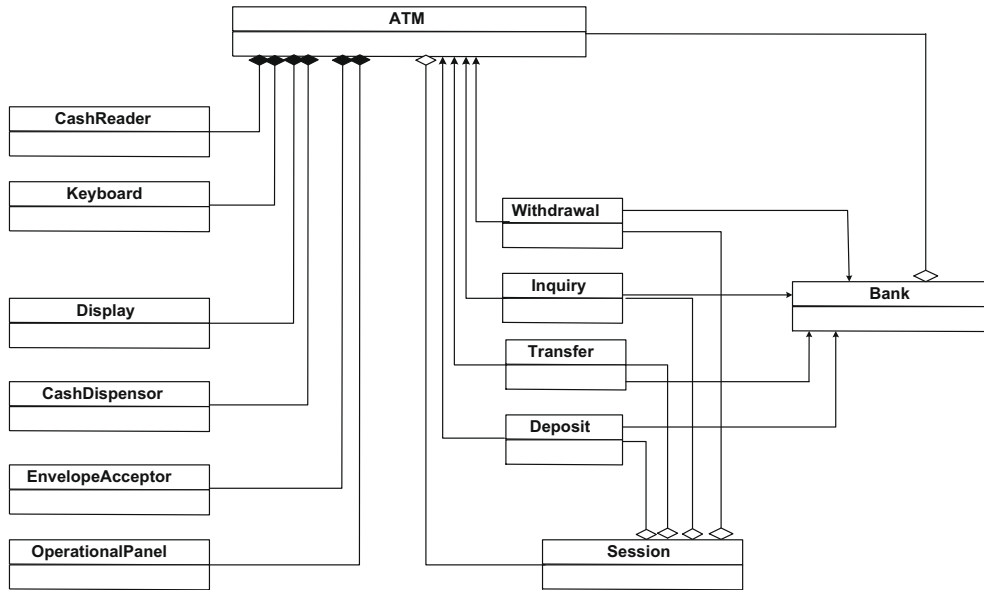 ATM
CashReader
Keyboard
Withdrawal
Inquiry
Bank
Display
Transfer
CashDispensor
Deposit
EnvelopeAcceptor
OperationalPanel
Session